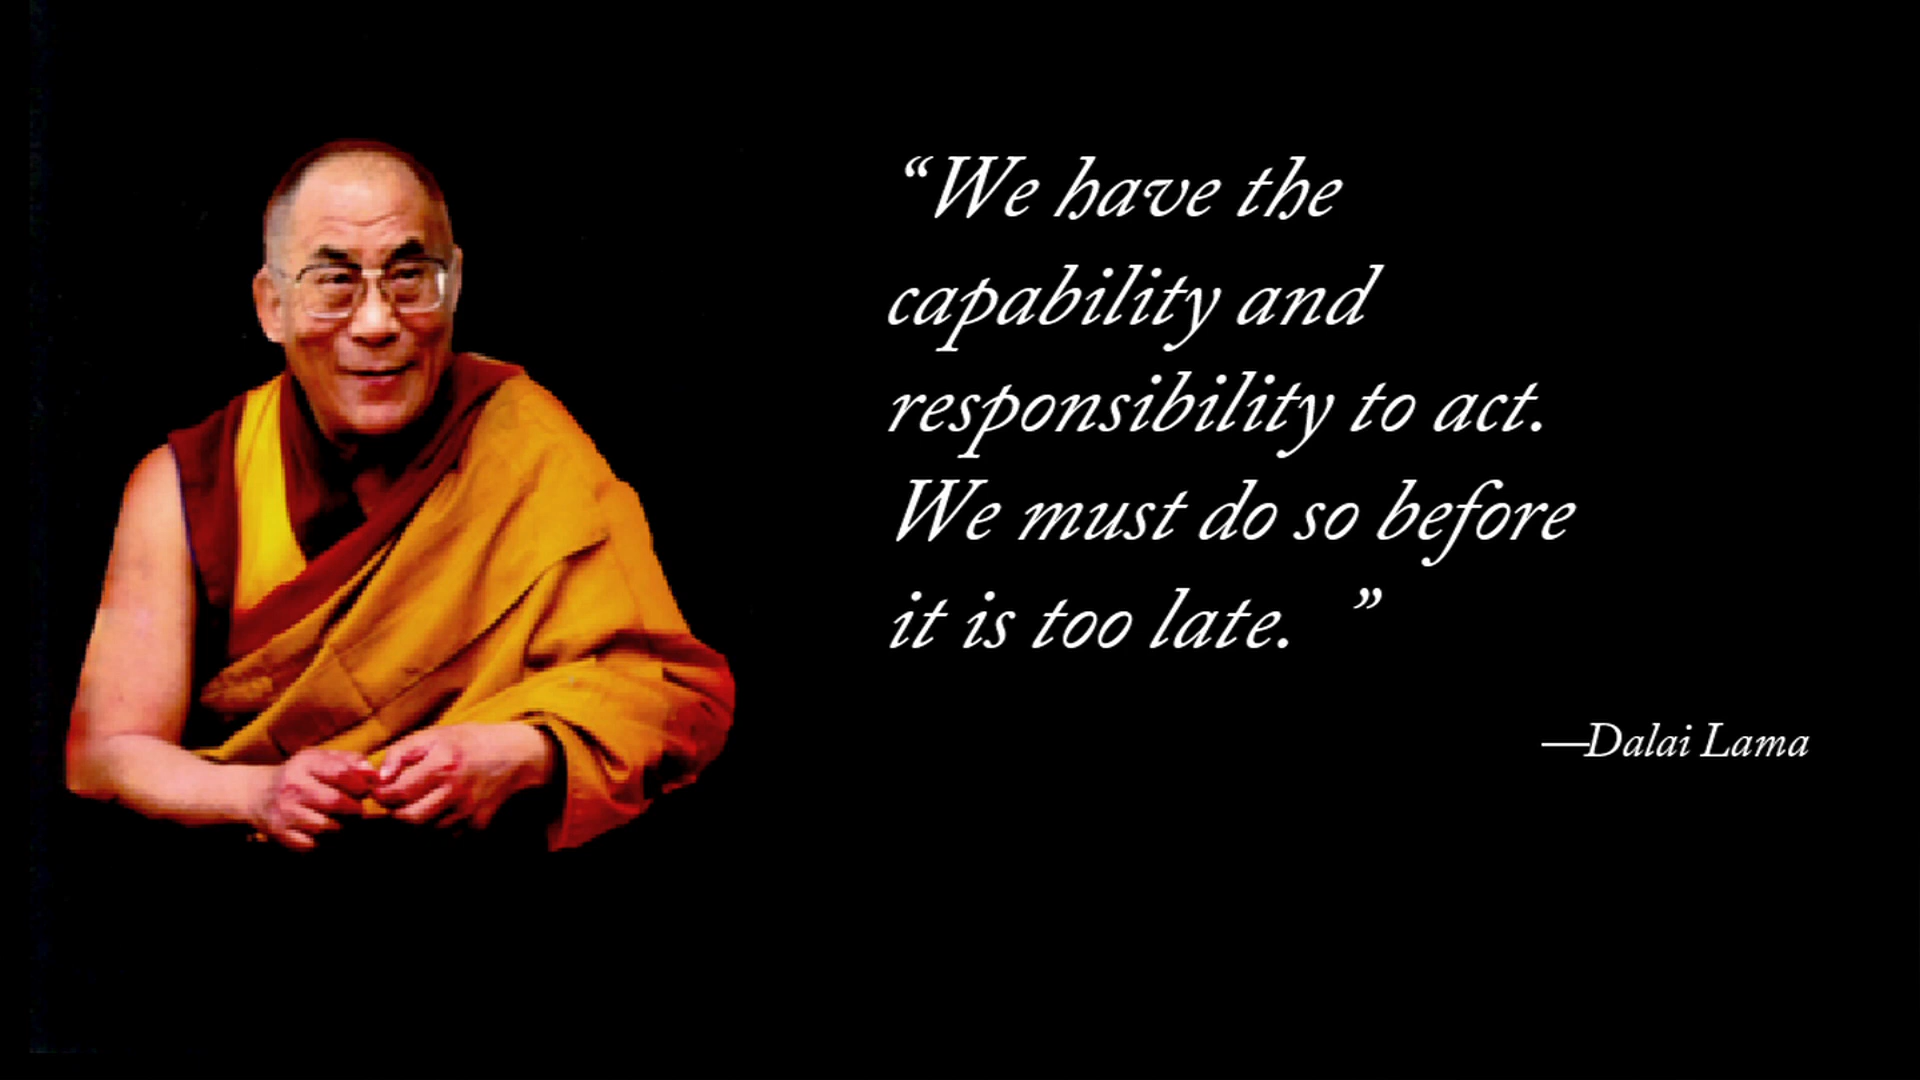 “We have the
capability and
responsibility to act.
We must do so before
it is too late. ”
—Dalai Lama